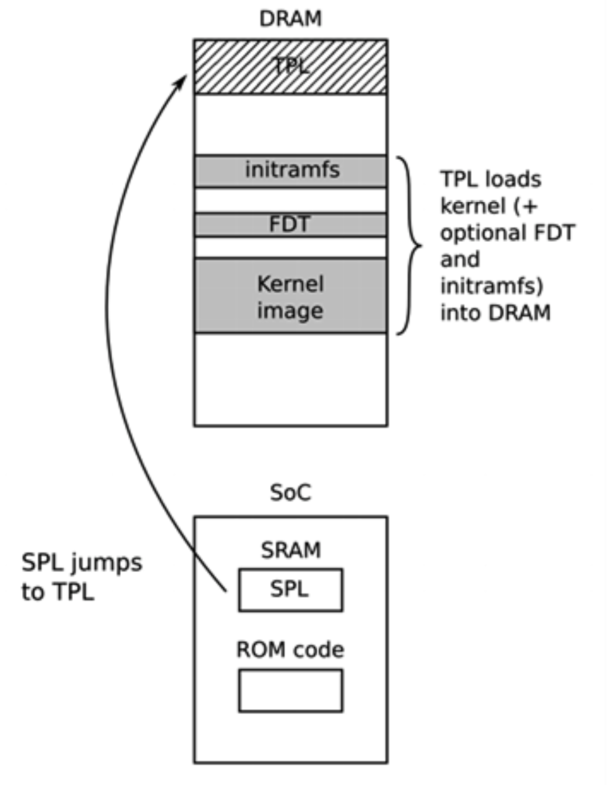 DRAM
TPL
initramfs
FDT
Kernel
image
TPL loads
kernel (+
optional FDT
and
initramfs)
into DRAM
SoC
SRAM
SPL
ROM code
SPL jumps
to TPL